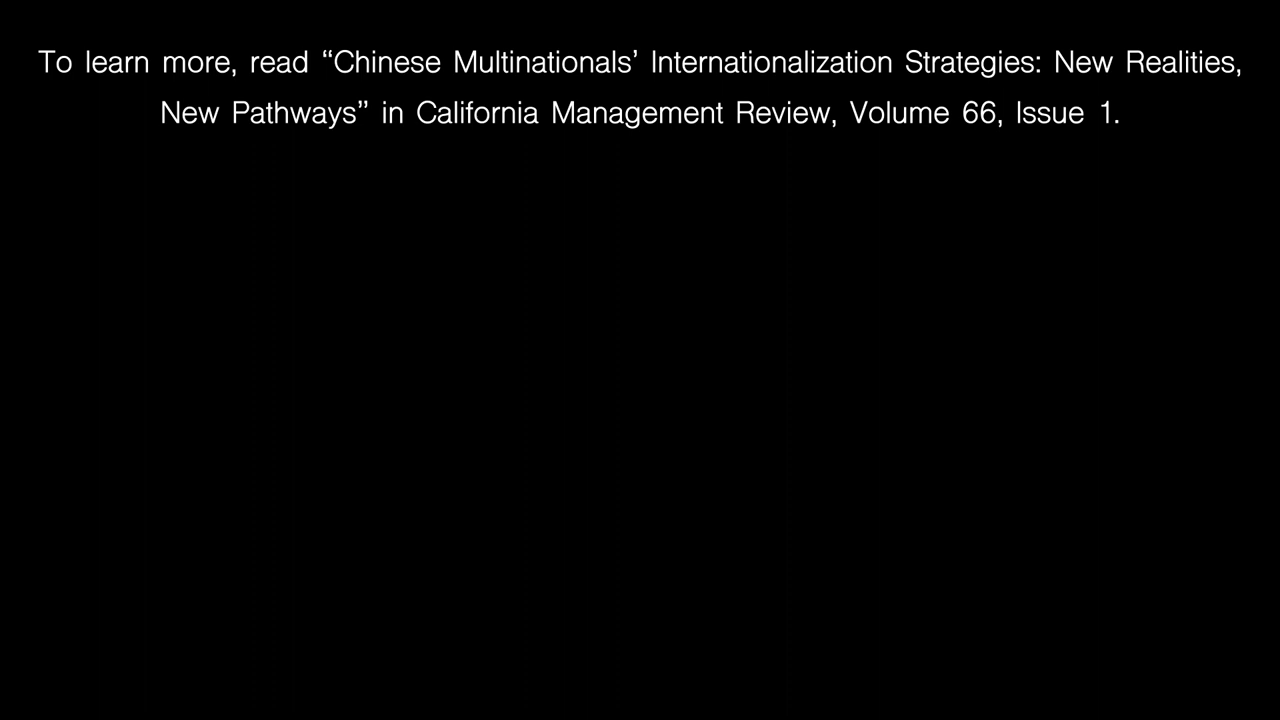 To learn more, read “Chinese Multinationals’ Internationalization Strategies: New Realities,
New Pathways” in California Management Review, Volume 66, Issue 1.